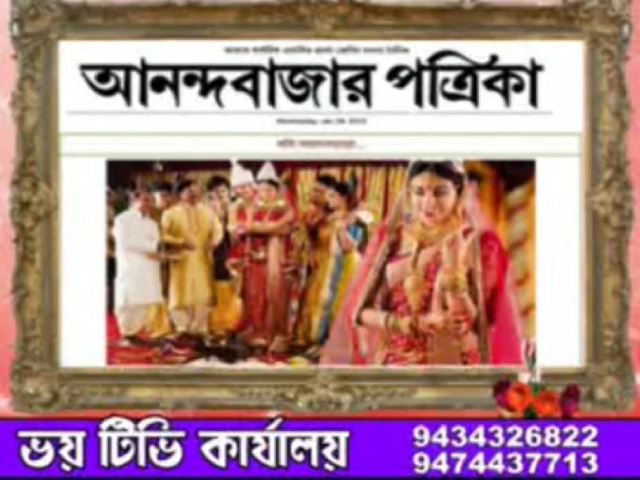 আনন্দবাজার পত্রিকা
ভয় টিভি কার্যালয়
9434326822
9474437713